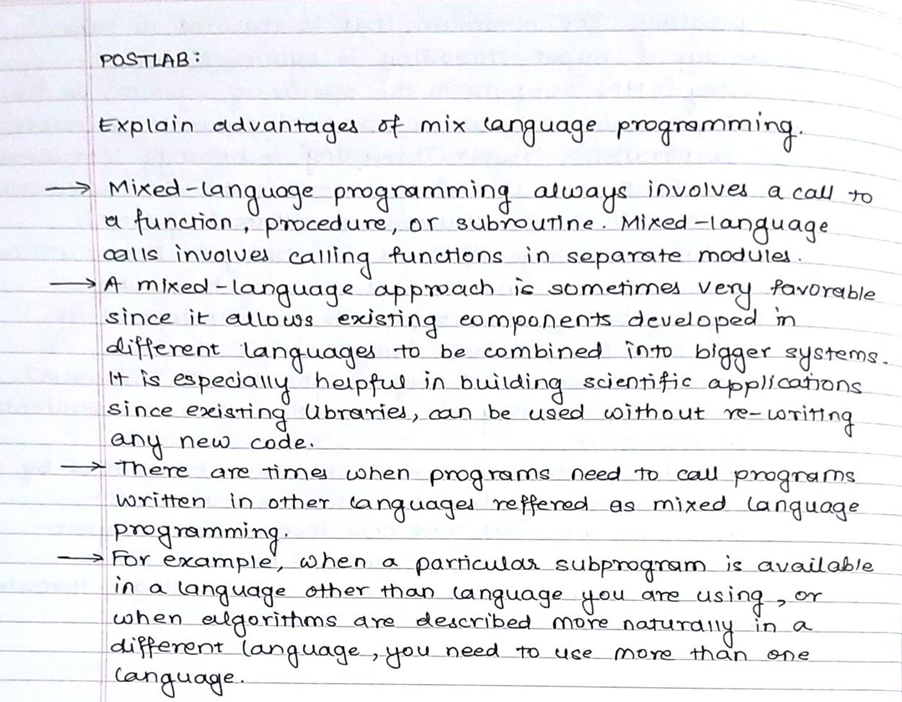 POSTLAB:
Explain advantages of mix language programming.
→ Mixed-language programming always involves a call to
a function, procedure, or subroutine. Mixed-language
calls involves calling functions in separate modules.
→ A mixed-language approach is sometimes very favorable
since it allows existing components developed in
different languages to be combined into bigger systems.
It is especially helpful in building scientific applications
since existing libraries, can be used without re-writing
any new code.
→ There are times when programs need to call programs
written in other languages reffered as mixed language
programming.
→ For example, when a particular subprogram is available
in a language other than language you are using, or
when algorithms are described more naturally in a
different language, you need to use more than one
language.